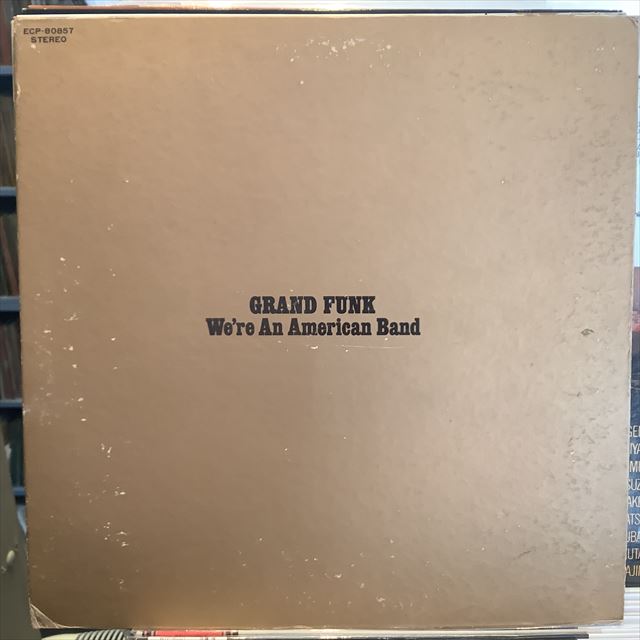 ECP-80857
STEREO
GRAND FUNK
We're An American Band